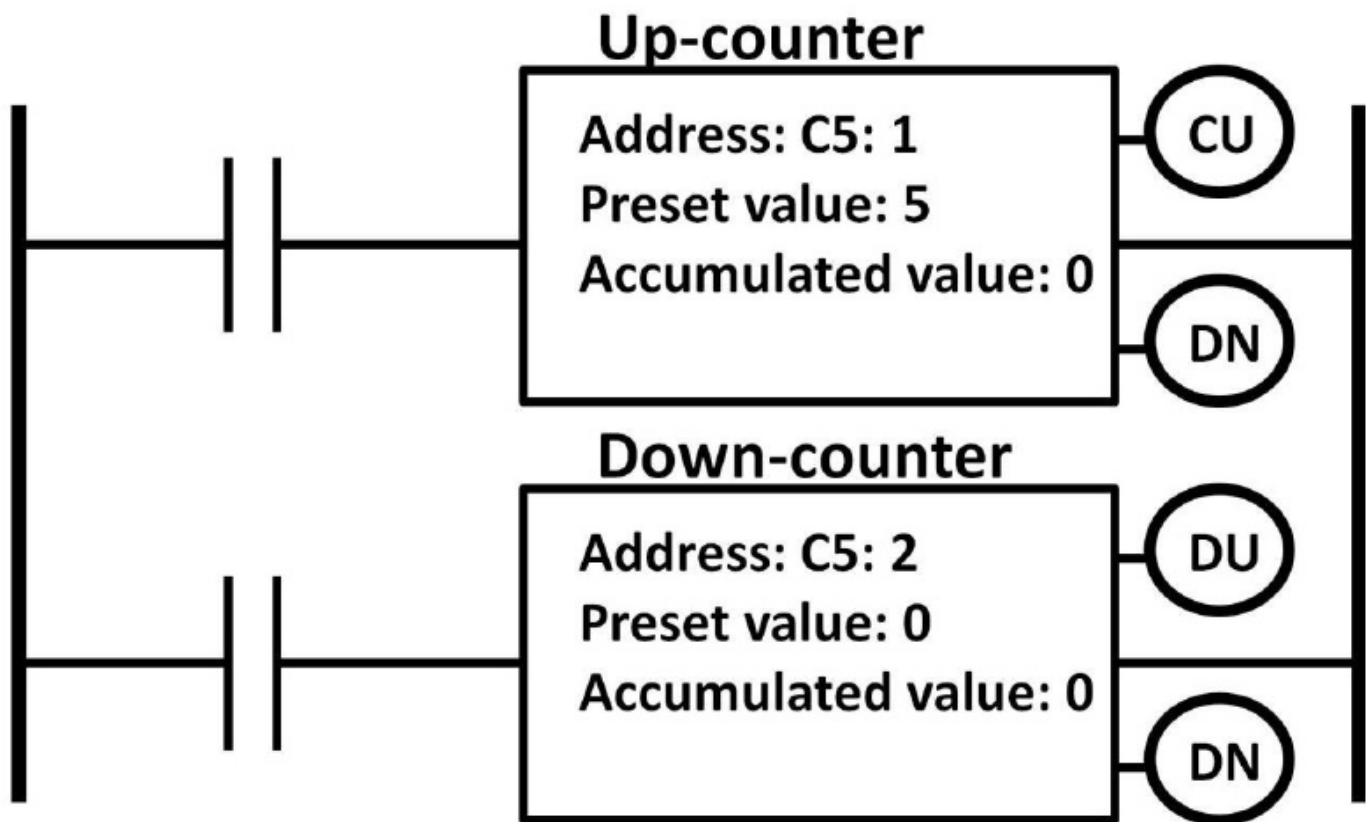 Up-counter
Address: C5: 1
Preset value: 5
Accumulated value: 0
CU
DN
Down-counter
Address: C5: 2
Preset value: 0
Accumulated value: 0
DU
DN